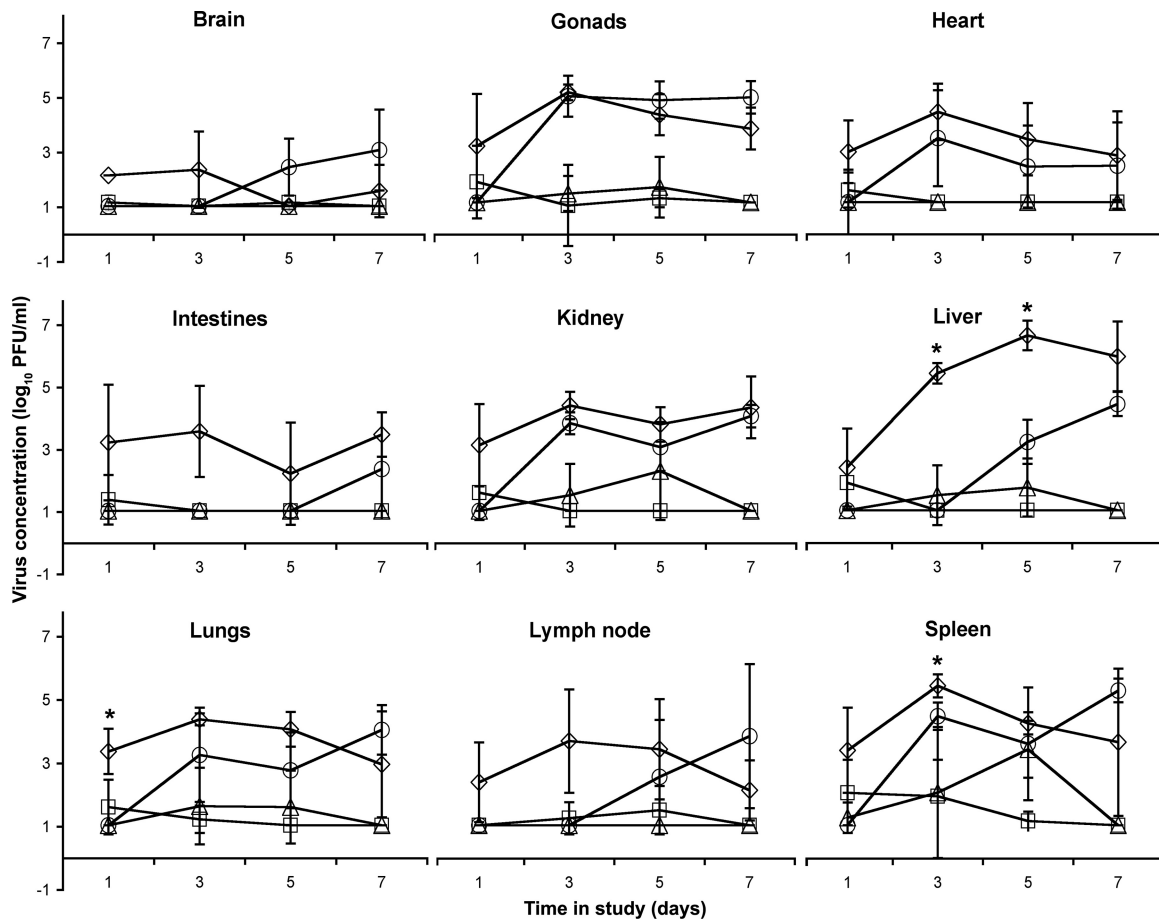 Brain Gonads Heart
7
5
3
1
-1
1 3 5 7 1 3 5 7 1 3 5 7
Intestines Kidney Liver
*
*
7
5
3
1
-1
1 3 5 7 1 3 5 7 1 3 5 7
Virus concentration (log10 PFU/ml)
Lungs Lymph node Spleen
*
*
7
5
3
1
-1
1 3 5 7 1 3 5 7 1 3 5 7
Time in study (days)